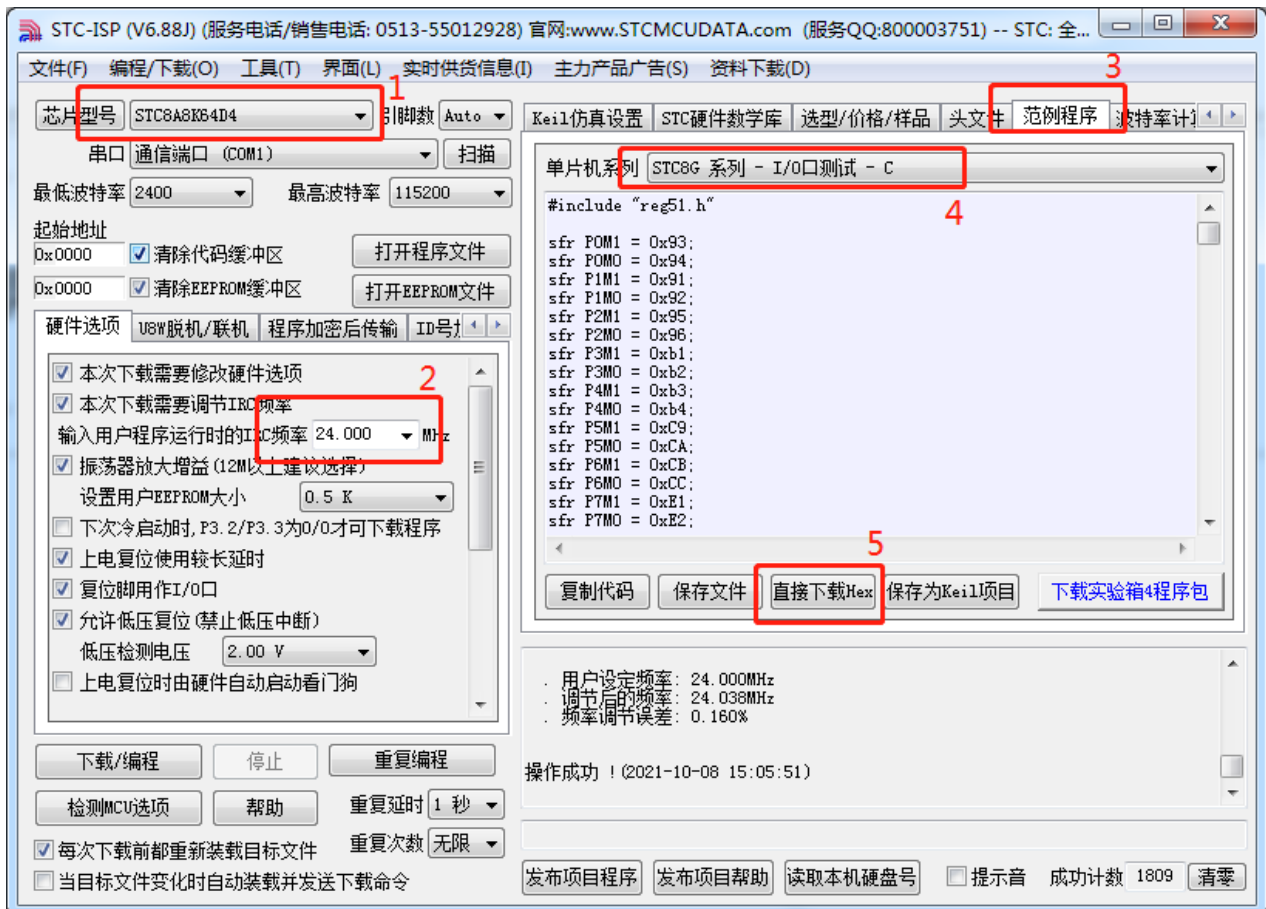 STC-ISP (V6.88J) (服务电话/销售电话: 0513-55012928) 官网:www.STCMCUDATA.com (服务QQ:800003751) -- STC: 全...
文件(F) 编程/下载(O) 工具(T) 界面(L) 实时供货信息(I) 主力产品广告(S) 资料下载(D)
1
3
芯片型号 STC8A8K64D4 引脚数 Auto
串口 通信端口 (COM1) 扫描
最低波特率 2400 最高波特率 115200
起始地址
0x0000 清除代码缓冲区 打开程序文件
0x0000 清除EEPROM缓冲区 打开EEPROM文件
硬件选项 U8W脱机/联机 程序加密后传输 ID号
本次下载需要修改硬件选项
2
本次下载需要调节IRC频率
输入用户程序运行时的IRC频率 24.000 MHz
振荡器放大增益(12M以上建议选择)
设置用户EEPROM大小 0.5 K
下次冷启动时,P3.2/P3.3为0/0才可下载程序
上电复位使用较长延时
复位脚用作I/O口
允许低压复位(禁止低压中断)
低压检测电压 2.00 V
上电复位时由硬件自动启动看门狗
下载/编程 停止 重复编程
检测MCU选项 帮助 重复延时 1 秒
每次下载前都重新装载目标文件 重复次数 无限
当目标文件变化时自动装载并发送下载命令
Keil仿真设置 STC硬件数学库 选型/价格/样品 头文件 范例程序 波特率计
单片机系列 STC8G 系列 - I/O口测试 - C
4
#include "reg51.h"
sfr P0M1 = 0x93;
sfr P0M0 = 0x94;
sfr P1M1 = 0x91;
sfr P1M0 = 0x92;
sfr P2M1 = 0x95;
sfr P2M0 = 0x96;
sfr P3M1 = 0xb1;
sfr P3M0 = 0xb2;
sfr P4M1 = 0xb3;
sfr P4M0 = 0xb4;
sfr P5M1 = 0xC9;
sfr P5M0 = 0xCA;
sfr P6M1 = 0xCB;
sfr P6M0 = 0xCC;
sfr P7M1 = 0xE1;
sfr P7M0 = 0xE2;
5
复制代码 保存文件 直接下载Hex 保存为Keil项目 下载实验箱4程序包
. 用户设定频率: 24.000MHz
. 调节后的频率: 24.038MHz
. 频率调节误差: 0.160%
操作成功 !(2021-10-08 15:05:51)
发布项目程序 发布项目帮助 读取本机硬盘号 提示音 成功计数 1809 清零